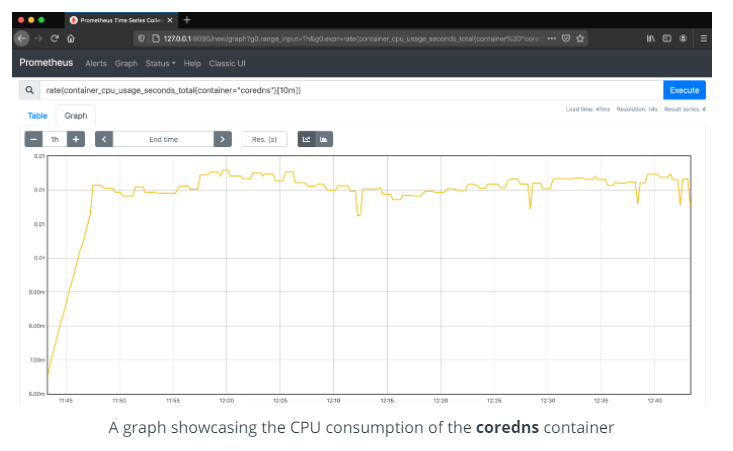 Prometheus Time Series Collec ×
127.0.0.1:9090/new/graph?g0.range_input=1h&g0.expr=rate(container_cpu_usage_seconds_total{container%3D"cored
Prometheus Alerts Graph Status Help Classic UI
rate(container_cpu_usage_seconds_total{container="coredns"}[10m])
Execute
Load time: 41ms Resolution: 14s Result series: 4
Table Graph
− 1h + < End time > Res. (s)
0.01
0.01
0.01
0.01
9.00m
8.00m
7.00m
6.00m
11:45 11:50 11:55 12:00 12:05 12:10 12:15 12:20 12:25 12:30 12:35 12:40
A graph showcasing the CPU consumption of the coredns container